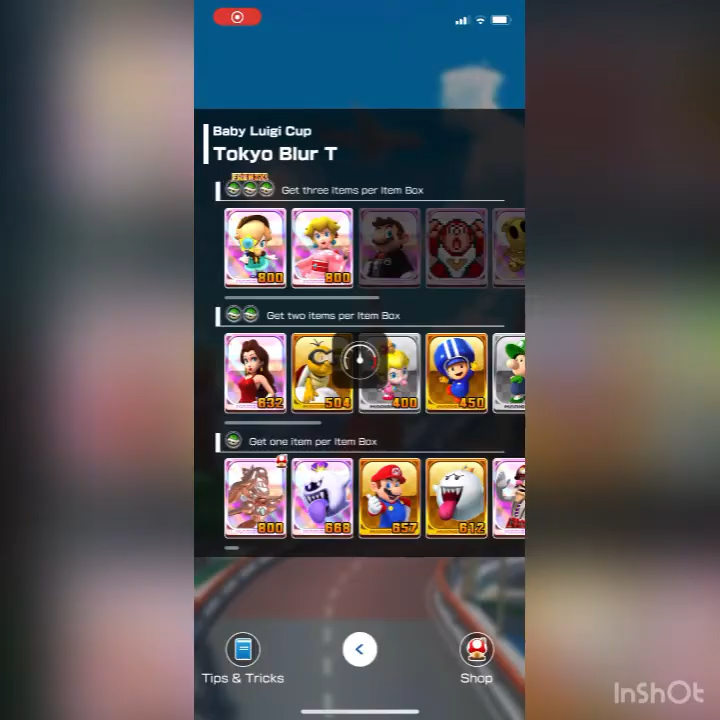 Baby Luigi Cup
Tokyo Blur T
FRENZY!
Get three items per Item Box
800
800
Get two items per Item Box
632
504
400
450
Get one item per Item Box
800
668
657
612
Tips & Tricks
Shop
InShOt